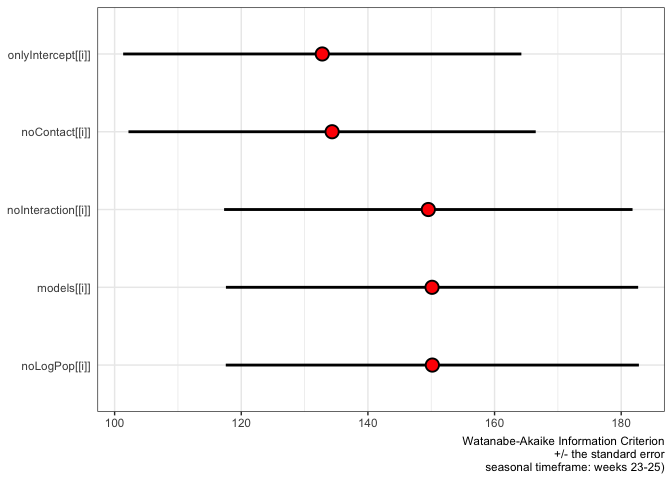 onlyIntercept[[i]]
noContact[[i]]
noInteraction[[i]]
models[[i]]
noLogPop[[i]]
100 120 140 160 180
Watanabe-Akaike Information Criterion
+/- the standard error
seasonal timeframe: weeks 23-25)